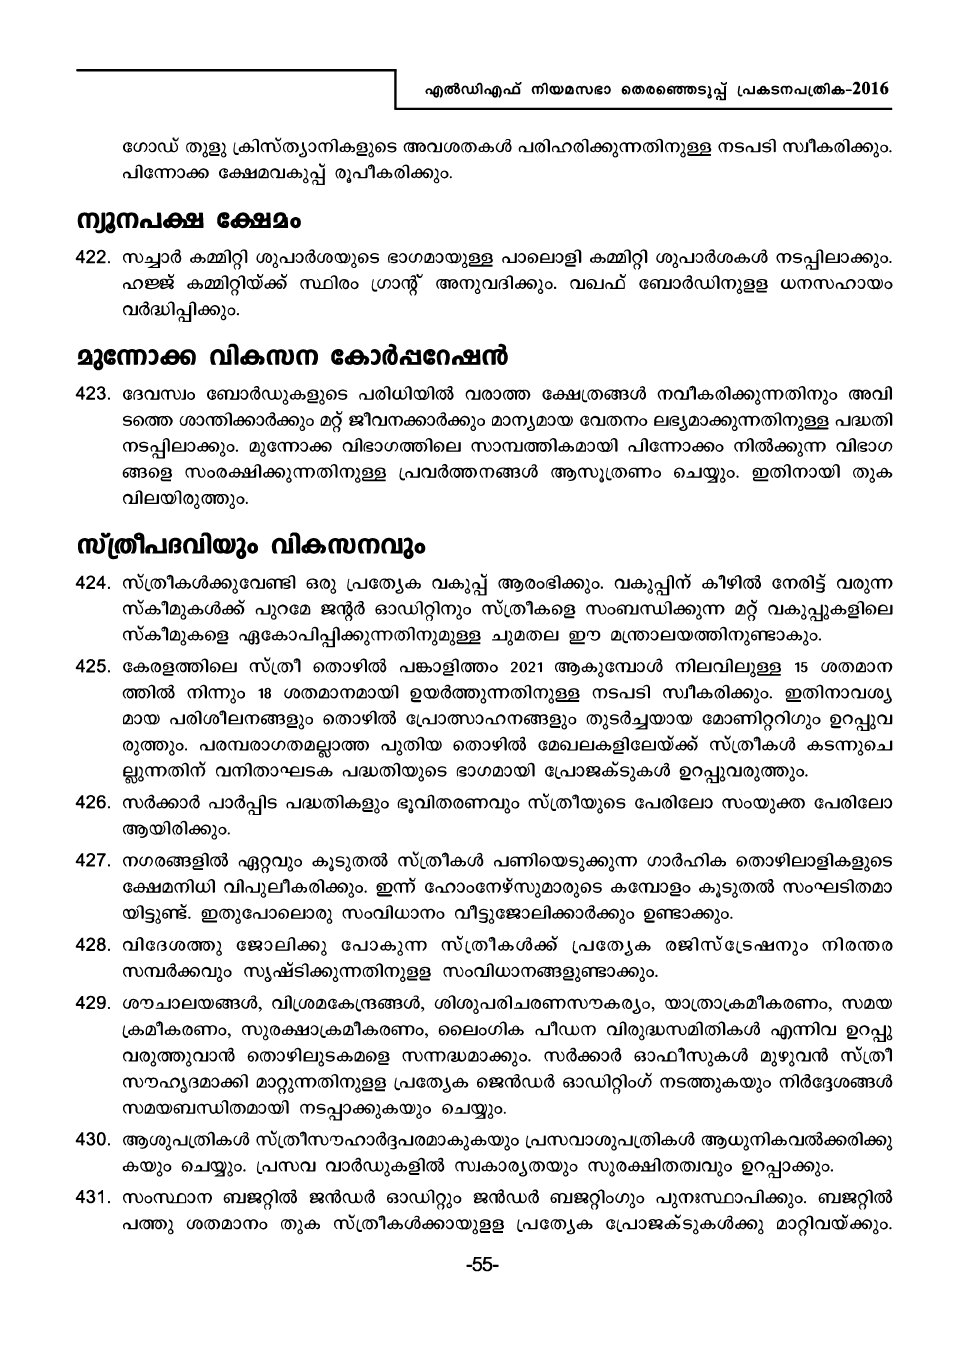 എൽഡിഎഫ് നിയമസഭാ തെരഞ്ഞെടുപ്പ് പ്രകടനപത്രിക-2016
ഗോഡ് തുളു ക്രിസ്ത്യാനികളുടെ അവശതകൾ പരിഹരിക്കുന്നതിനുള്ള നടപടി സ്വീകരിക്കും.
പിന്നോക്ക ക്ഷേമവകുപ്പ് രൂപീകരിക്കും.
ന്യൂനപക്ഷ ക്ഷേമം
422. സച്ചാർ കമ്മിറ്റി ശുപാർശയുടെ ഭാഗമായുള്ള പാലൊളി കമ്മിറ്റി ശുപാർശകൾ നടപ്പിലാക്കും.
ഹജ്ജ് കമ്മിറ്റിയ്ക്ക് സ്ഥിരം ഗ്രാന്റ് അനുവദിക്കും. വഖഫ് ബോർഡിനുളള ധനസഹായം
വർദ്ധിപ്പിക്കും.
മുന്നോക്ക വികസന കോർപ്പറേഷൻ
423. ദേവസ്വം ബോർഡുകളുടെ പരിധിയിൽ വരാത്ത ക്ഷേത്രങ്ങൾ നവീകരിക്കുന്നതിനും അവി
ടത്തെ ശാന്തിക്കാർക്കും മറ്റ് ജീവനക്കാർക്കും മാന്യമായ വേതനം ലഭ്യമാക്കുന്നതിനുള്ള പദ്ധതി
നടപ്പിലാക്കും. മുന്നോക്ക വിഭാഗത്തിലെ സാമ്പത്തികമായി പിന്നോക്കം നിൽക്കുന്ന വിഭാഗ
ങ്ങളെ സംരക്ഷിക്കുന്നതിനുള്ള പ്രവർത്തനങ്ങൾ ആസൂത്രണം ചെയ്യും. ഇതിനായി തുക
വിലയിരുത്തും.
സ്ത്രീപദവിയും വികസനവും
424. സ്ത്രീകൾക്കുവേണ്ടി ഒരു പ്രത്യേക വകുപ്പ് ആരംഭിക്കും. വകുപ്പിന് കീഴിൽ നേരിട്ട് വരുന്ന
സ്കീമുകൾക്ക് പുറമേ ജന്റർ ഓഡിറ്റിനും സ്ത്രീകളെ സംബന്ധിക്കുന്ന മറ്റ് വകുപ്പുകളിലെ
സ്കീമുകളെ ഏകോപിപ്പിക്കുന്നതിനുമുള്ള ചുമതല ഈ മന്ത്രാലയത്തിനുണ്ടാകും.
425. കേരളത്തിലെ സ്ത്രീ തൊഴിൽ പങ്കാളിത്തം 2021 ആകുമ്പോൾ നിലവിലുള്ള 15 ശതമാന
ത്തിൽ നിന്നും 18 ശതമാനമായി ഉയർത്തുന്നതിനുള്ള നടപടി സ്വീകരിക്കും. ഇതിനാവശ്യ
മായ പരിശീലനങ്ങളും തൊഴിൽ പ്രോത്സാഹനങ്ങളും തുടർച്ചയായ മോണിറ്ററിഗും ഉറപ്പുവ
രുത്തും. പരമ്പരാഗതമല്ലാത്ത പുതിയ തൊഴിൽ മേഖലകളിലേയ്ക്ക് സ്ത്രീകൾ കടന്നുചെ
ല്ലുന്നതിന് വനിതാഘടക പദ്ധതിയുടെ ഭാഗമായി പ്രോജക്ടുകൾ ഉറപ്പുവരുത്തും.
426. സർക്കാർ പാർപ്പിട പദ്ധതികളും ഭൂവിതരണവും സ്ത്രീയുടെ പേരിലോ സംയുക്ത പേരിലോ
ആയിരിക്കും.
427. നഗരങ്ങളിൽ ഏറ്റവും കൂടുതൽ സ്ത്രീകൾ പണിയെടുക്കുന്ന ഗാർഹിക തൊഴിലാളികളുടെ
ക്ഷേമനിധി വിപുലീകരിക്കും. ഇന്ന് ഹോംനേഴ്സുമാരുടെ കമ്പോളം കൂടുതൽ സംഘടിതമാ
യിട്ടുണ്ട്. ഇതുപോലൊരു സംവിധാനം വീട്ടുജോലിക്കാർക്കും ഉണ്ടാക്കും.
428. വിദേശത്തു ജോലിക്കു പോകുന്ന സ്ത്രീകൾക്ക് പ്രത്യേക രജിസ്ട്രേഷനും നിരന്തര
സമ്പർക്കവും സൃഷ്ടിക്കുന്നതിനുളള സംവിധാനങ്ങളുണ്ടാക്കും.
429. ശൗചാലയങ്ങൾ, വിശ്രമകേന്ദ്രങ്ങൾ, ശിശുപരിചരണസൗകര്യം, യാത്രാക്രമീകരണം, സമയ
ക്രമീകരണം, സുരക്ഷാക്രമീകരണം, ലൈംഗിക പീഡന വിരുദ്ധസമിതികൾ എന്നിവ ഉറപ്പു
വരുത്തുവാൻ തൊഴിലുടകമളെ സന്നദ്ധമാക്കും. സർക്കാർ ഓഫീസുകൾ മുഴുവൻ സ്ത്രീ
സൗഹൃദമാക്കി മാറ്റുന്നതിനുളള പ്രത്യേക ജെൻഡർ ഓഡിറ്റിംഗ് നടത്തുകയും നിർദ്ദേശങ്ങൾ
സമയബന്ധിതമായി നടപ്പാക്കുകയും ചെയ്യും.
430. ആശുപത്രികൾ സ്ത്രീസൗഹാർദ്ദപരമാകുകയും പ്രസവാശുപത്രികൾ ആധുനികവൽക്കരിക്കു
കയും ചെയ്യും. പ്രസവ വാർഡുകളിൽ സ്വകാര്യതയും സുരക്ഷിതത്വവും ഉറപ്പാക്കും.
431. സംസ്ഥാന ബജറ്റിൽ ജൻഡർ ഓഡിറ്റും ജൻഡർ ബജറ്റിംഗും പുനഃസ്ഥാപിക്കും. ബജറ്റിൽ
പത്തു ശതമാനം തുക സ്ത്രീകൾക്കായുളള പ്രത്യേക പ്രോജക്ടുകൾക്കു മാറ്റിവയ്ക്കും.
-55-